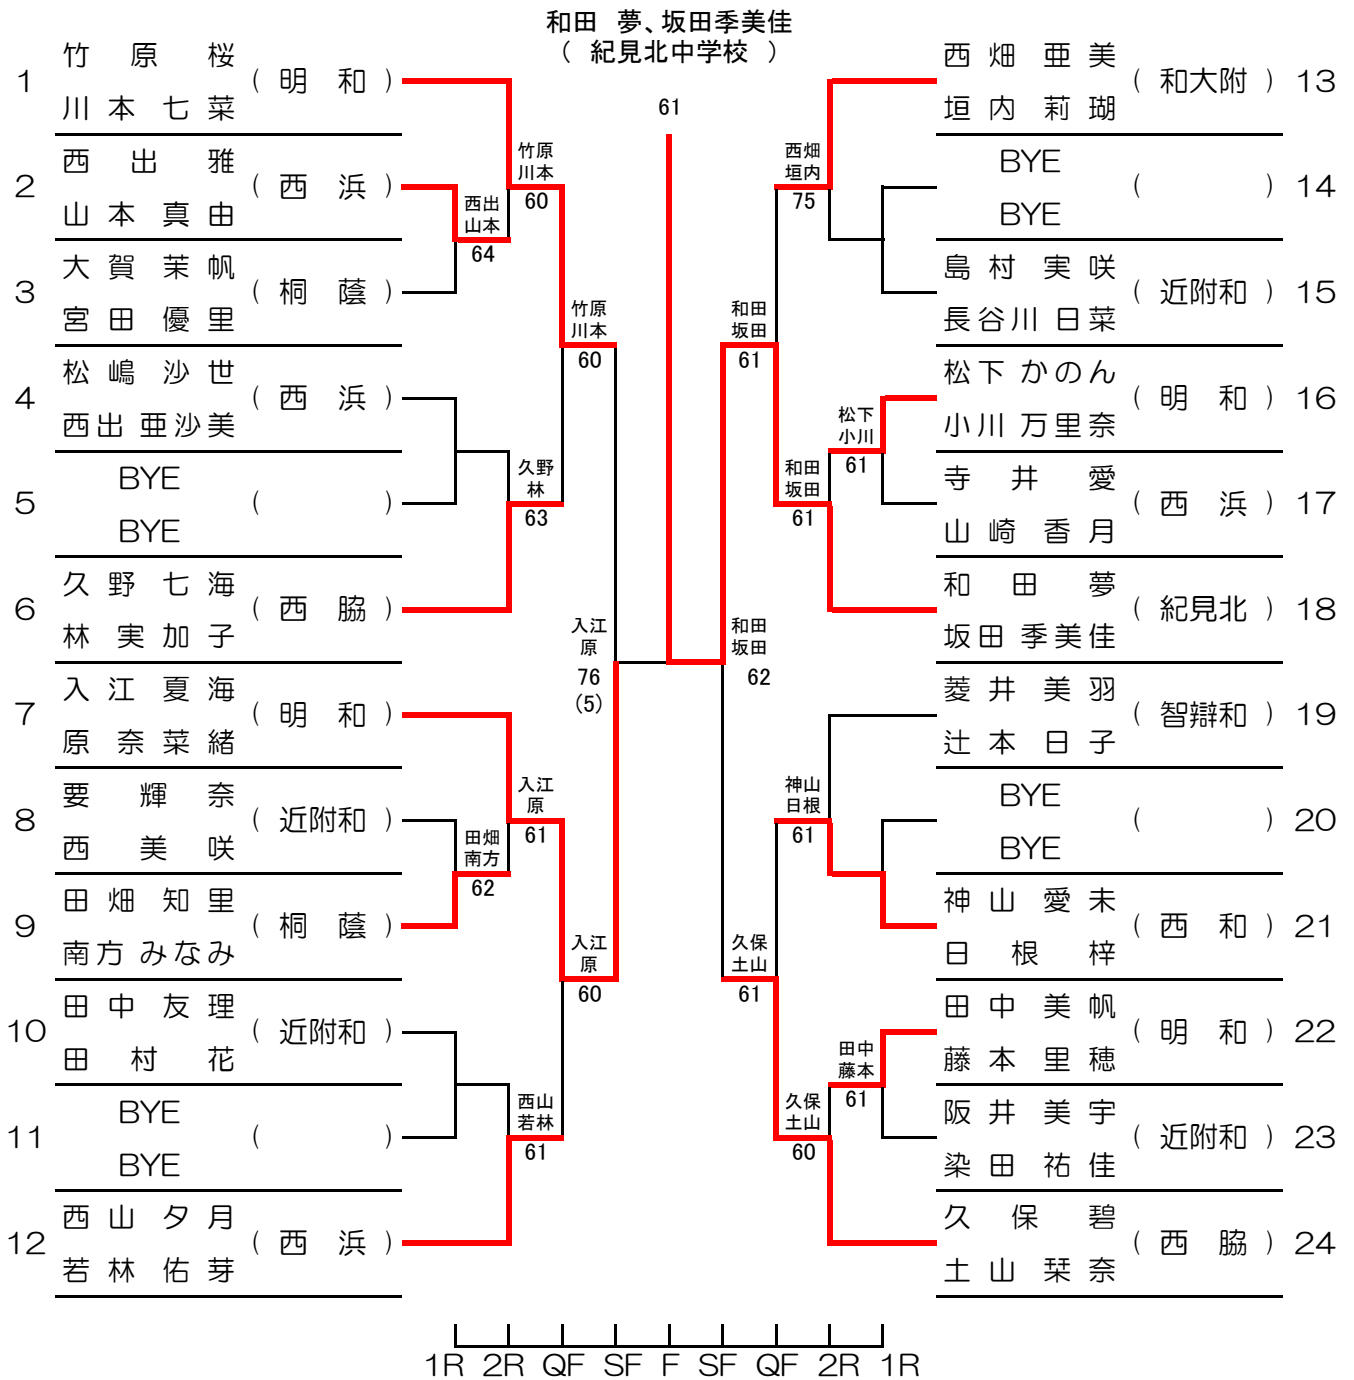 和田　夢、坂田季美佳
（ 紀見北中学校 ）
61
1 竹原桜 川本七菜 （ 明和 ）
2 西出雅 山本真由 （ 西浜 ）
3 大賀茉帆 宮田優里 （ 桐蔭 ）
4 松嶋沙世 西出亜沙美 （ 西浜 ）
5 BYE BYE （ ）
6 久野七海 林実加子 （ 西脇 ）
7 入江夏海 原奈菜緒 （ 明和 ）
8 要輝奈 西美咲 （ 近附和 ）
9 田畑知里 南方みなみ （ 桐蔭 ）
10 田中友理 田村花 （ 近附和 ）
11 BYE BYE （ ）
12 西山夕月 若林佑芽 （ 西浜 ）
西出
山本
64
田畑
南方
62
竹原
川本
60
久野
林
63
入江
原
61
西山
若林
61
竹原
川本
60
入江
原
60
入江
原
76
(5)
和田
坂田
62
和田
坂田
61
久保
土山
61
西畑
垣内
75
和田
坂田
61
神山
日根
61
久保
土山
60
松下
小川
61
田中
藤本
61
西畑亜美 垣内莉瑚 （ 和大附 ） 13
BYE BYE （ ） 14
島村実咲 長谷川日菜 （ 近附和 ） 15
松下かのん 小川万里奈 （ 明和 ） 16
寺井愛 山崎香月 （ 西浜 ） 17
和田夢 坂田季美佳 （ 紀見北 ） 18
菱井美羽 辻本日子 （ 智辯和 ） 19
BYE BYE （ ） 20
神山愛未 日根梓 （ 西和 ） 21
田中美帆 藤本里穂 （ 明和 ） 22
阪井美宇 染田祐佳 （ 近附和 ） 23
久保碧 土山栞奈 （ 西脇 ） 24
1R 2R QF SF F SF QF 2R 1R